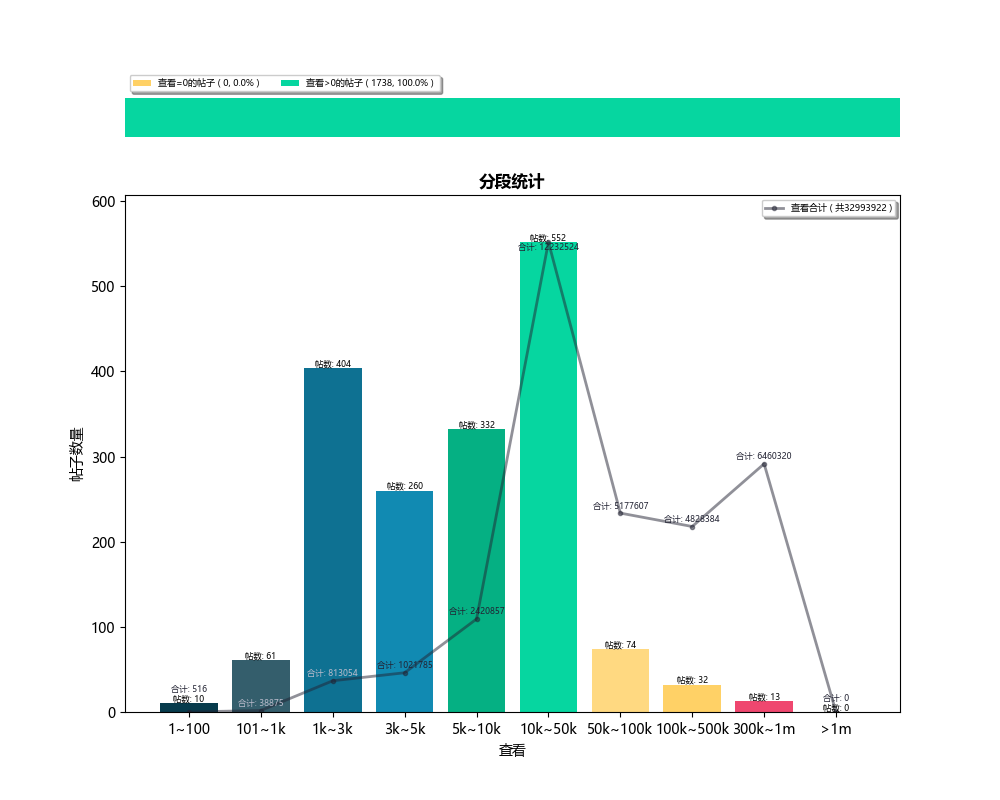 查看=0的帖子 ( 0, 0.0% )
查看>0的帖子 ( 1738, 100.0% )
分段统计
查看合计 ( 共32993922 )
帖子数量
600
500
400
300
200
100
0
合计: 516
帖数: 10
帖数: 61
合计: 38875
帖数: 404
合计: 813054
帖数: 260
合计: 1021785
帖数: 332
合计: 2420857
帖数: 552
合计: 12232524
合计: 5177607
帖数: 74
合计: 4828384
帖数: 32
合计: 6460320
帖数: 13
合计: 0
帖数: 0
1~100
101~1k
1k~3k
3k~5k
5k~10k
10k~50k
50k~100k
100k~500k
300k~1m
>1m
查看